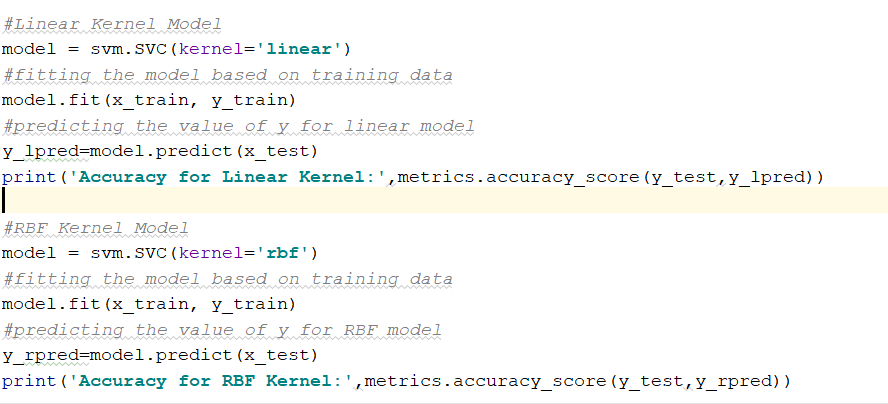 #Linear Kernel Model
model = svm.SVC(kernel='linear')
#fitting the model based on training data
model.fit(x_train, y_train)
#predicting the value of y for linear model
y_lpred=model.predict(x_test)
print('Accuracy for Linear Kernel:',metrics.accuracy_score(y_test,y_lpred))
#RBF Kernel Model
model = svm.SVC(kernel='rbf')
#fitting the model based on training data
model.fit(x_train, y_train)
#predicting the value of y for RBF model
y_rpred=model.predict(x_test)
print('Accuracy for RBF Kernel:',metrics.accuracy_score(y_test,y_rpred))